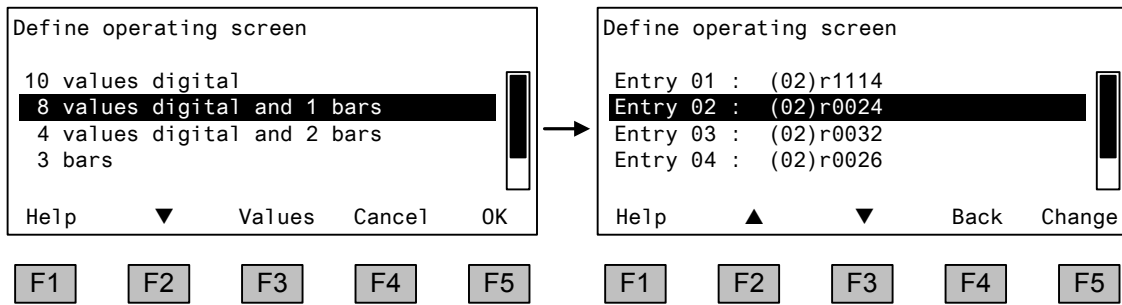 Define operating screen
10 values digital
8 values digital and 1 bars
4 values digital and 2 bars
3 bars
Help ▼ Values Cancel OK
F1 F2 F3 F4 F5
Define operating screen
Entry 01 : (02)r1114
Entry 02 : (02)r0024
Entry 03 : (02)r0032
Entry 04 : (02)r0026
Help ▲ ▼ Back Change
F1 F2 F3 F4 F5